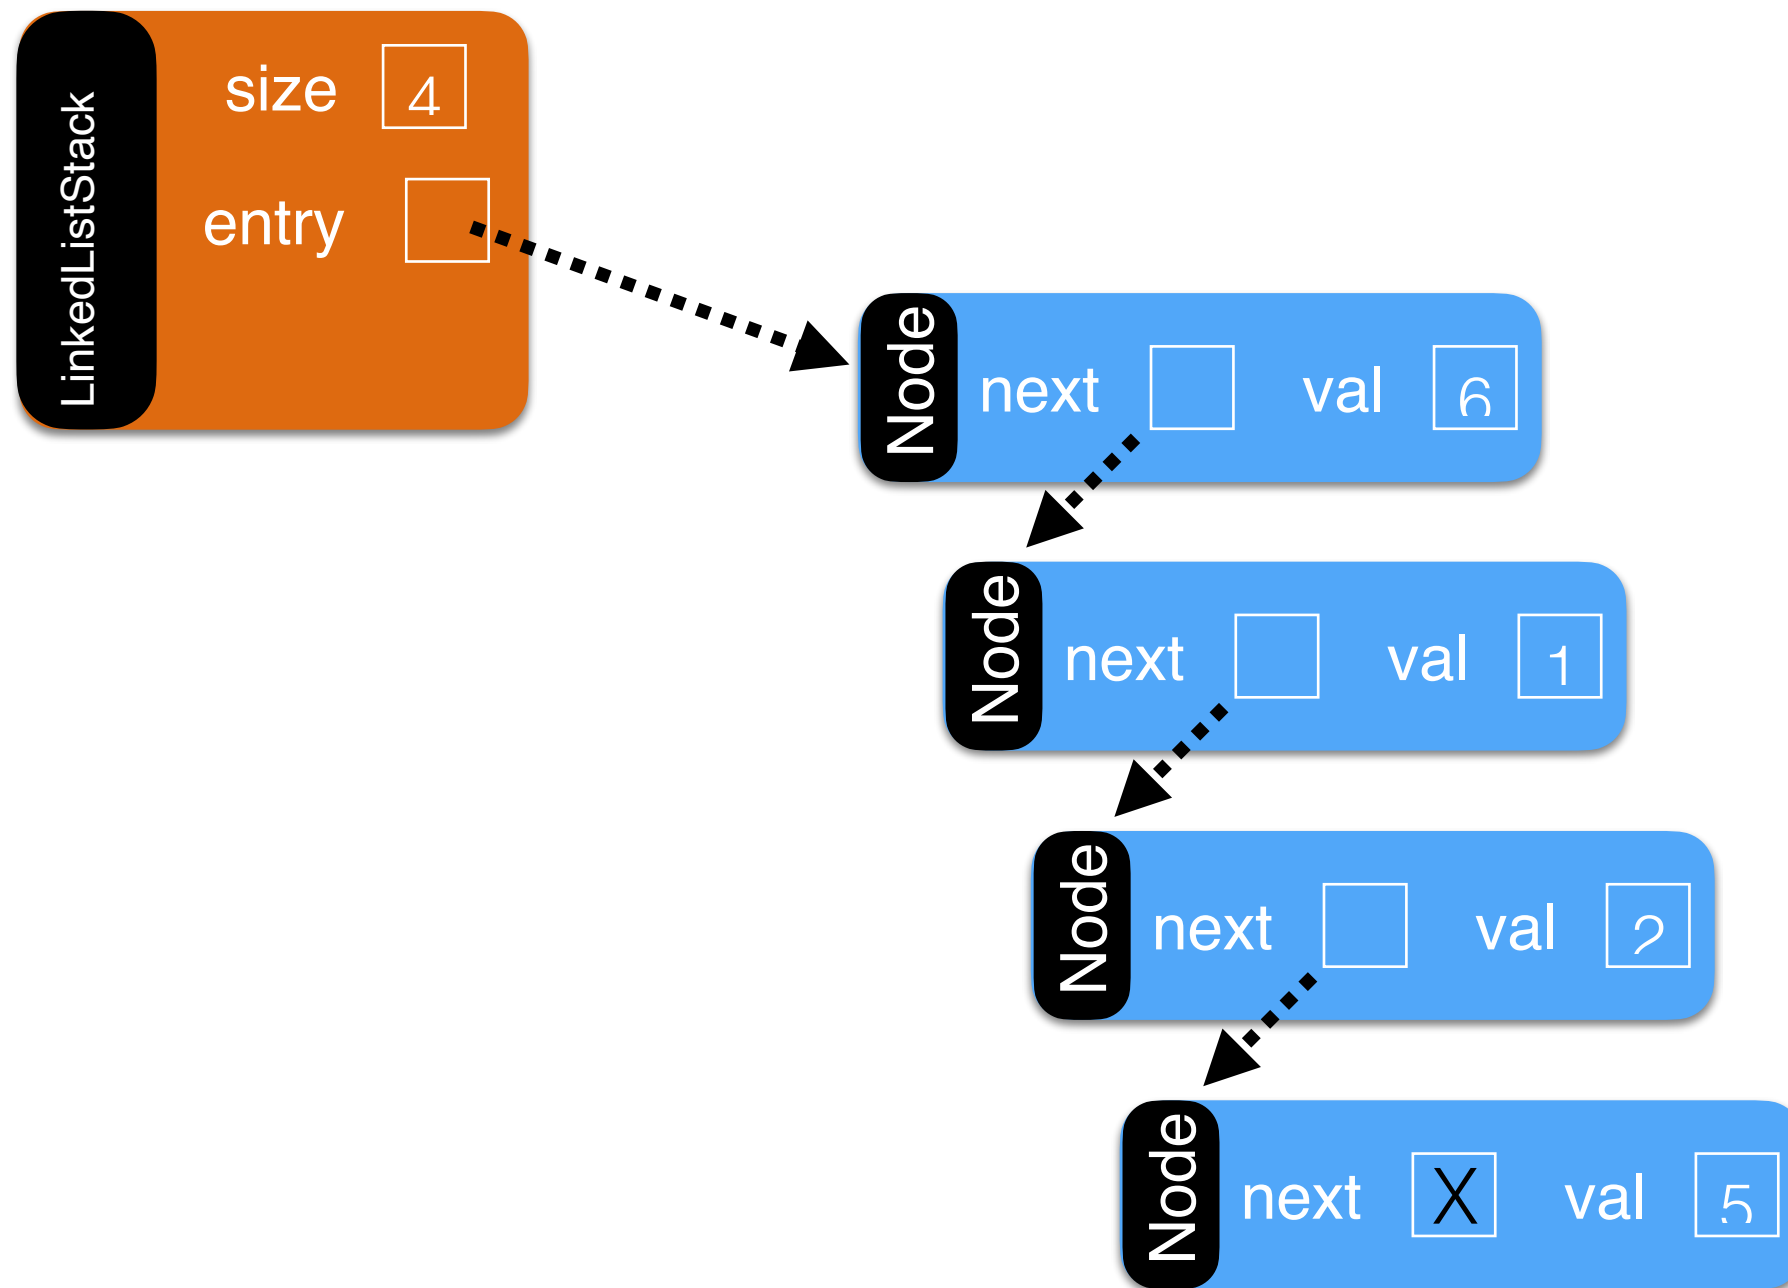 LinkedListStack
size 4
entry
Node next val 6
Node next val 1
Node next val 2
Node next X val 5